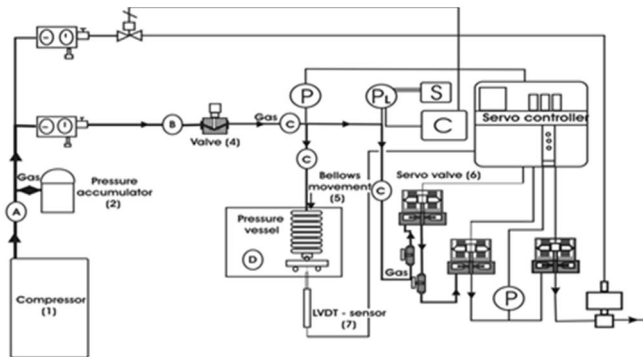 P
PL
S
C
Servo controller
B
Valve (4)
Gas
C
C
Gas
Pressure
accumulator
(2)
A
Bellows
movement
(5)
C
Servo valve (6)
Pressure
vessel
D
Gas
P
Compressor
(1)
LVDT - sensor
(7)